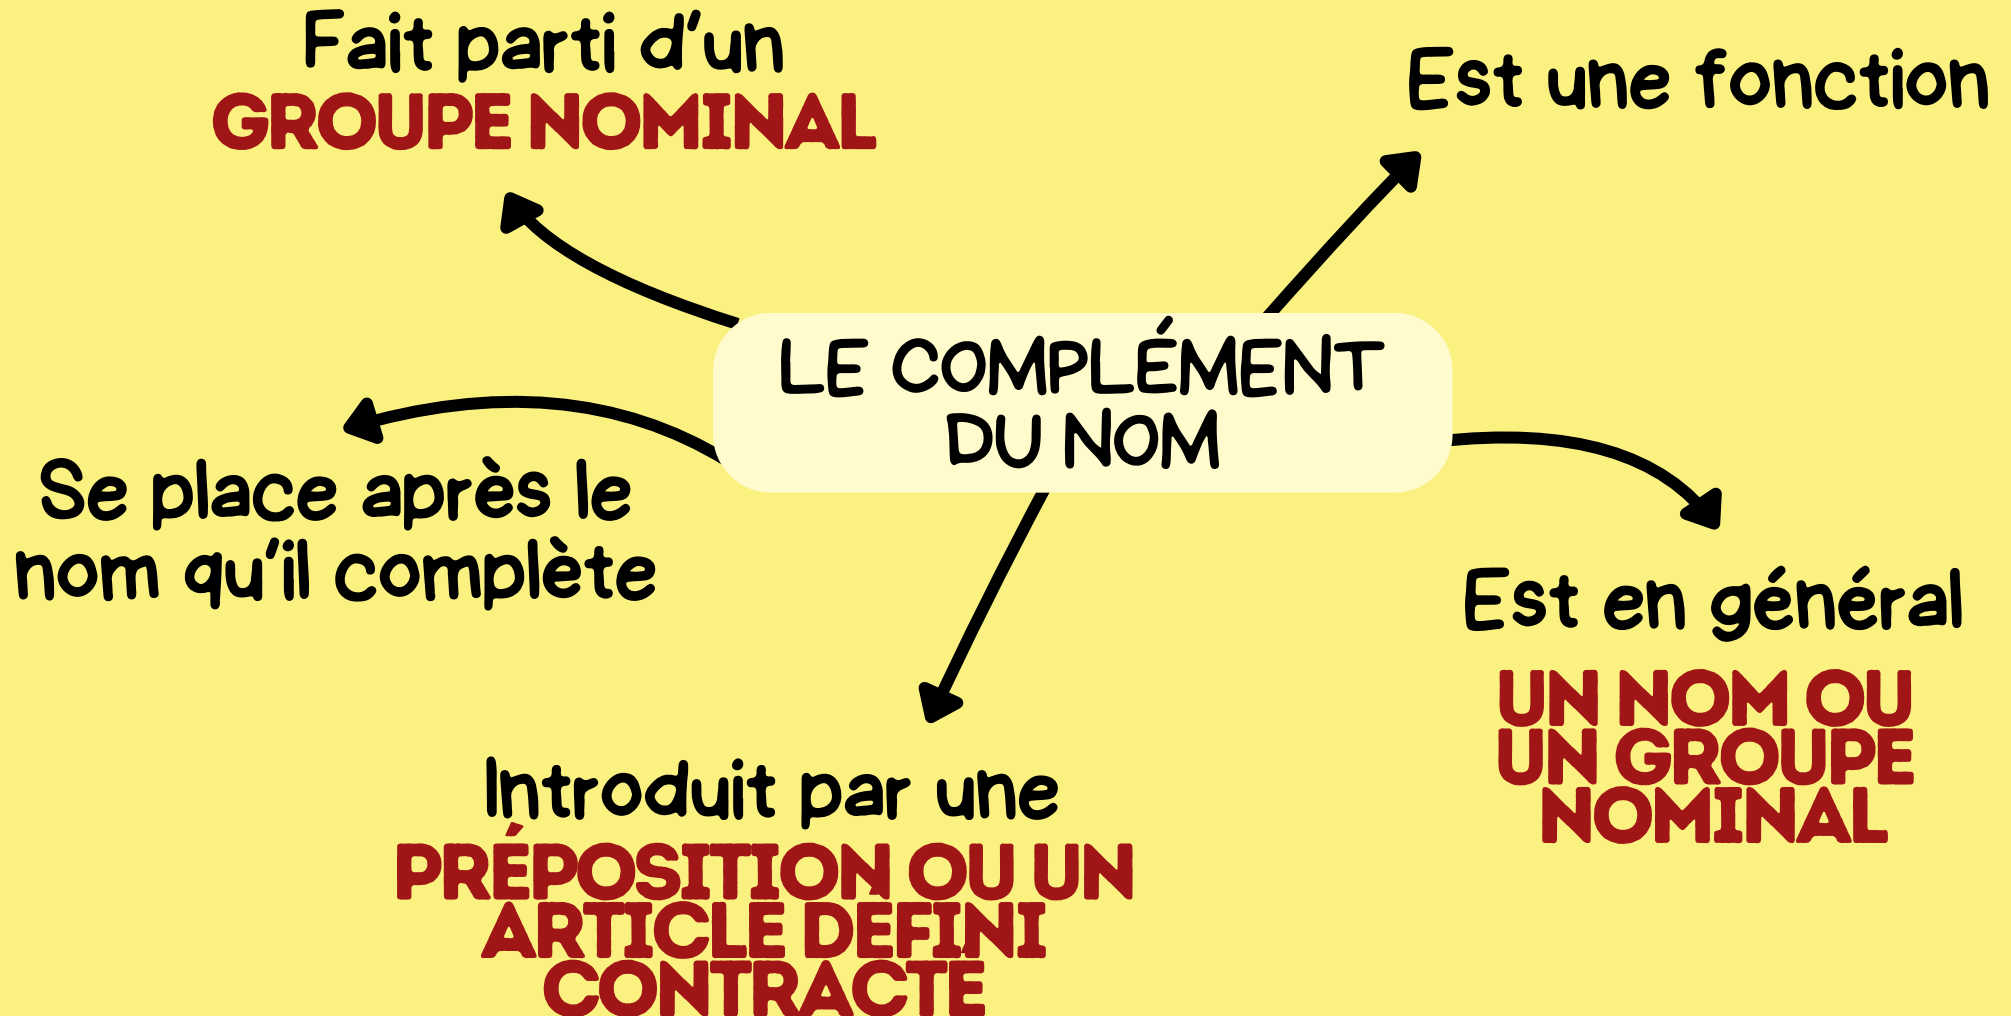 Fait parti d'un
GROUPE NOMINAL
Est une fonction
LE COMPLÉMENT
DU NOM
Se place après le
nom qu'il complète
Est en général
UN NOM OU
UN GROUPE
NOMINAL
Introduit par une
PRÉPOSITION OU UN
ARTICLE DÉFINI
CONTRACTÉ